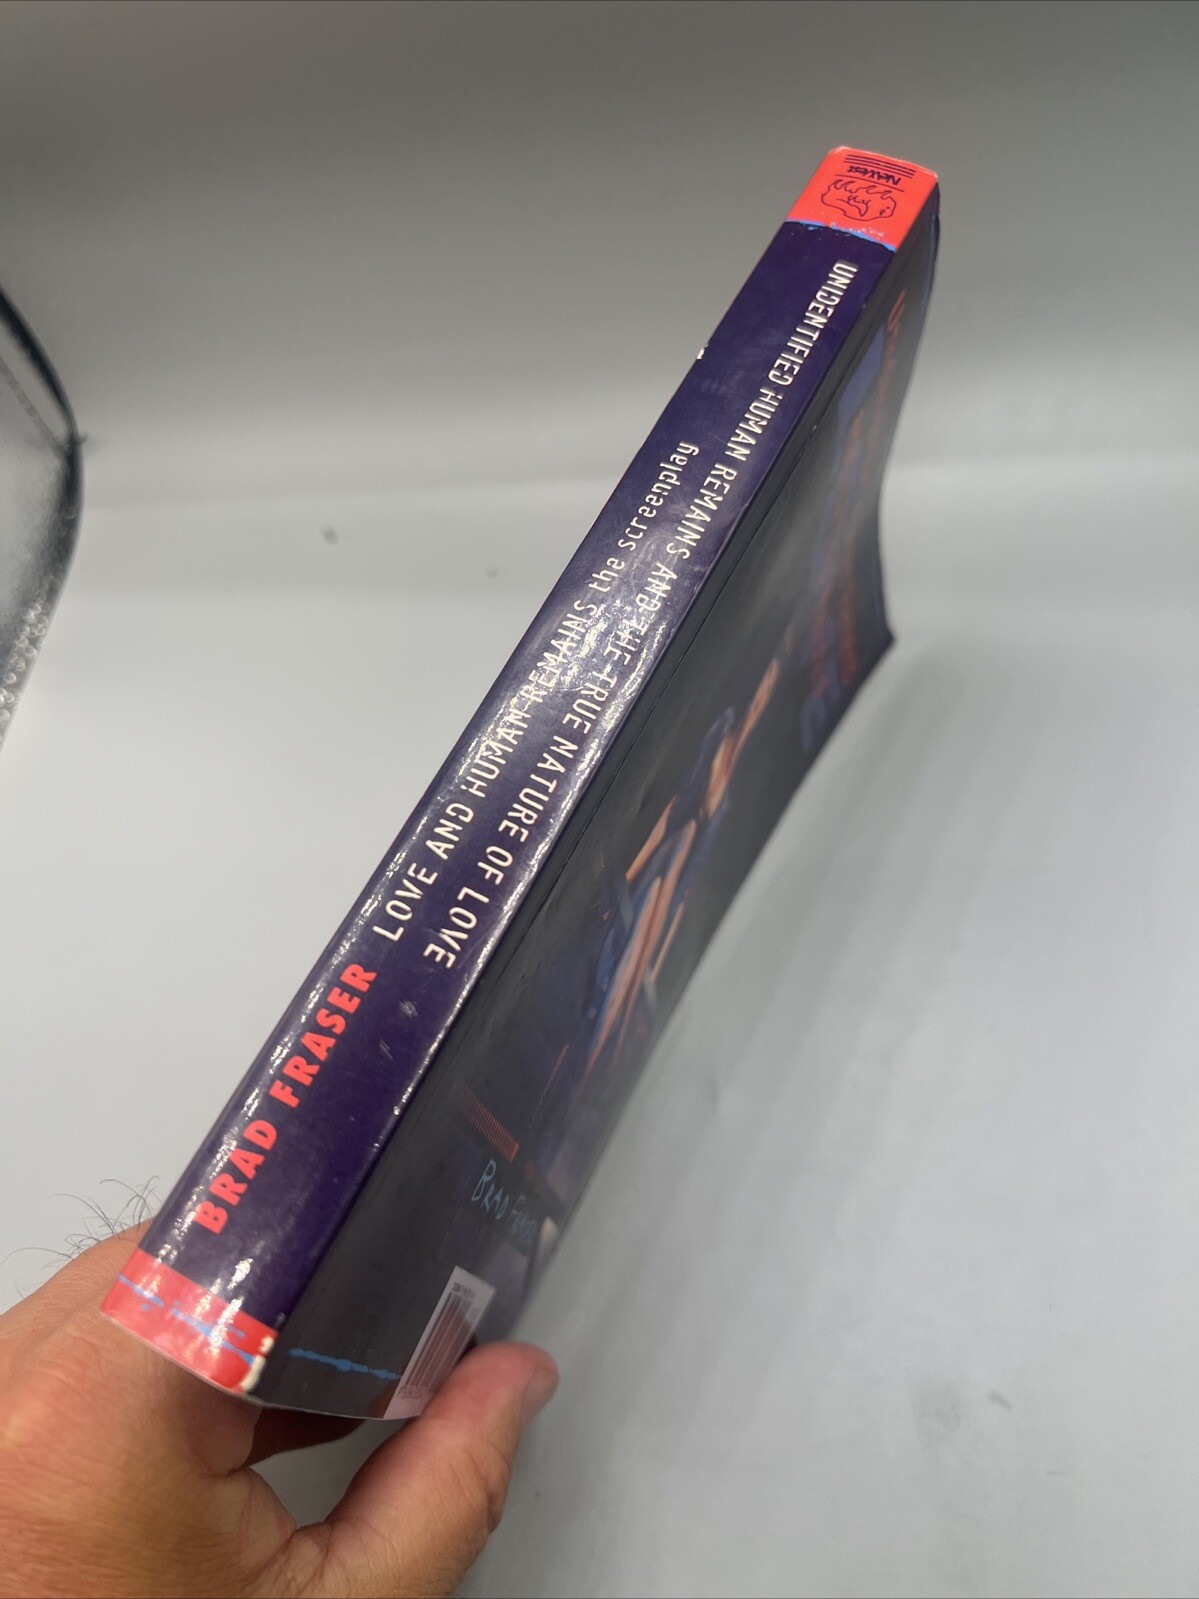 BRAD FRASER
LOVE AND HUMAN REMAINS the screenplay
UNIDENTIFIED HUMAN REMAINS AND THE TRUE NATURE OF LOVE
NeWest
BRAD